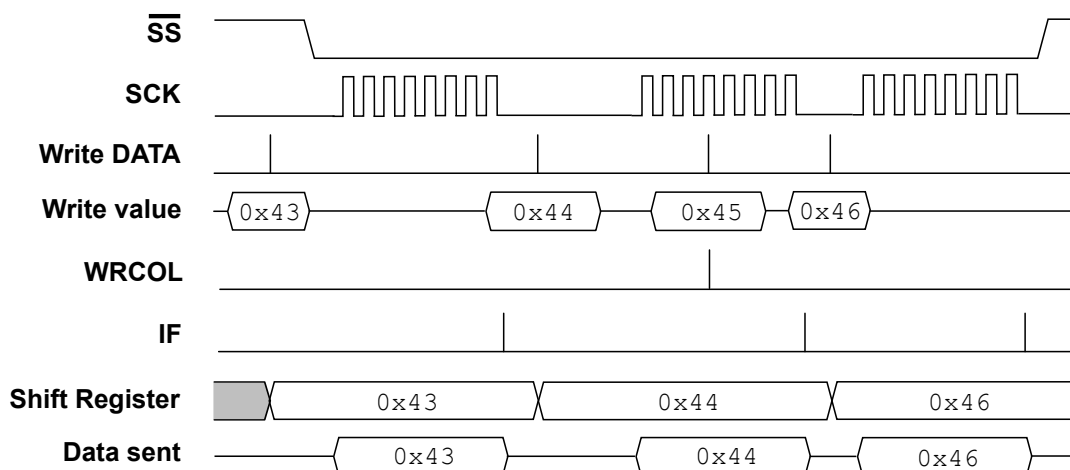 SS
SCK
Write DATA
Write value 0x43 0x44 0x45 0x46
WRCOL
IF
Shift Register 0x43 0x44 0x46
Data sent 0x43 0x44 0x46